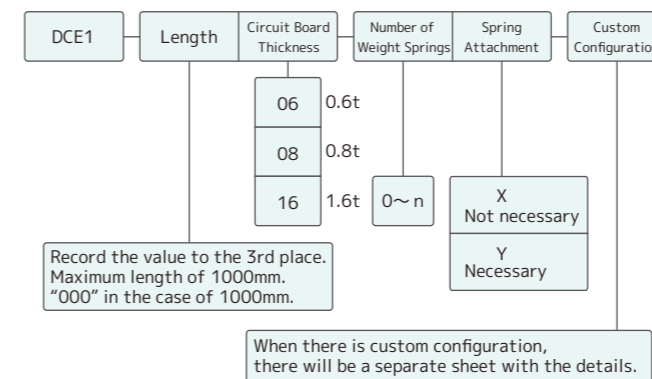 DCE1
Length
Circuit Board
Thickness
Number of
Weight Springs
Spring
Attachment
Custom
Configuratio
06 0.6t
08 0.8t
16 1.6t
0～n
X
Not necessary
Y
Necessary
Record the value to the 3rd place.
Maximum length of 1000mm.
“000” in the case of 1000mm.
When there is custom configuration,
there will be a separate sheet with the details.